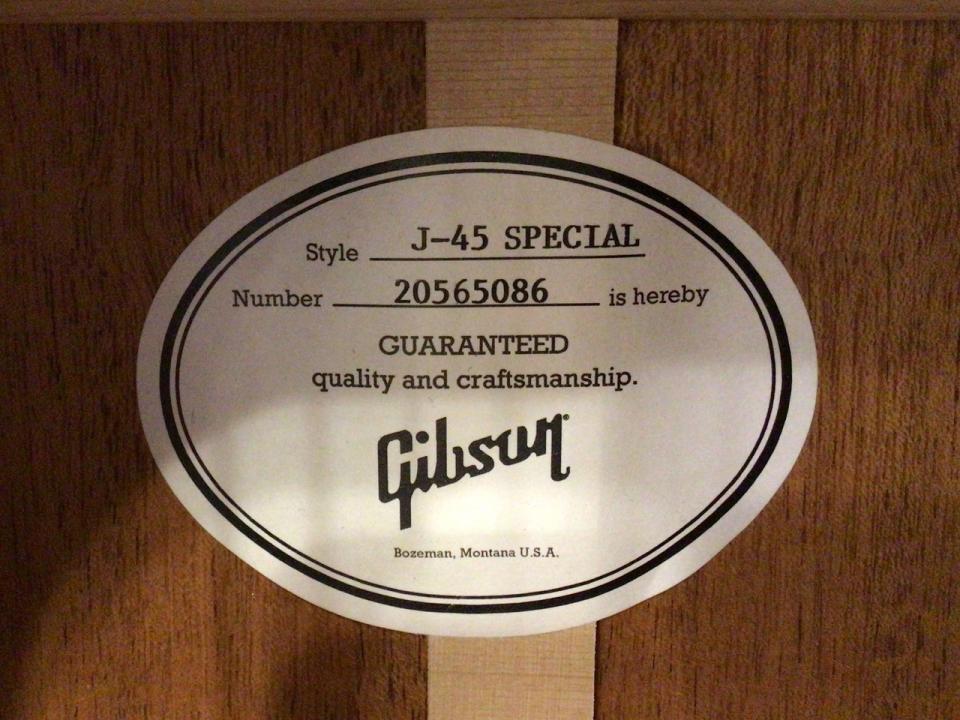 Style J-45 SPECIAL
Number 20565086 is hereby
GUARANTEED
quality and craftsmanship.
Gibson®
Bozeman, Montana U.S.A.